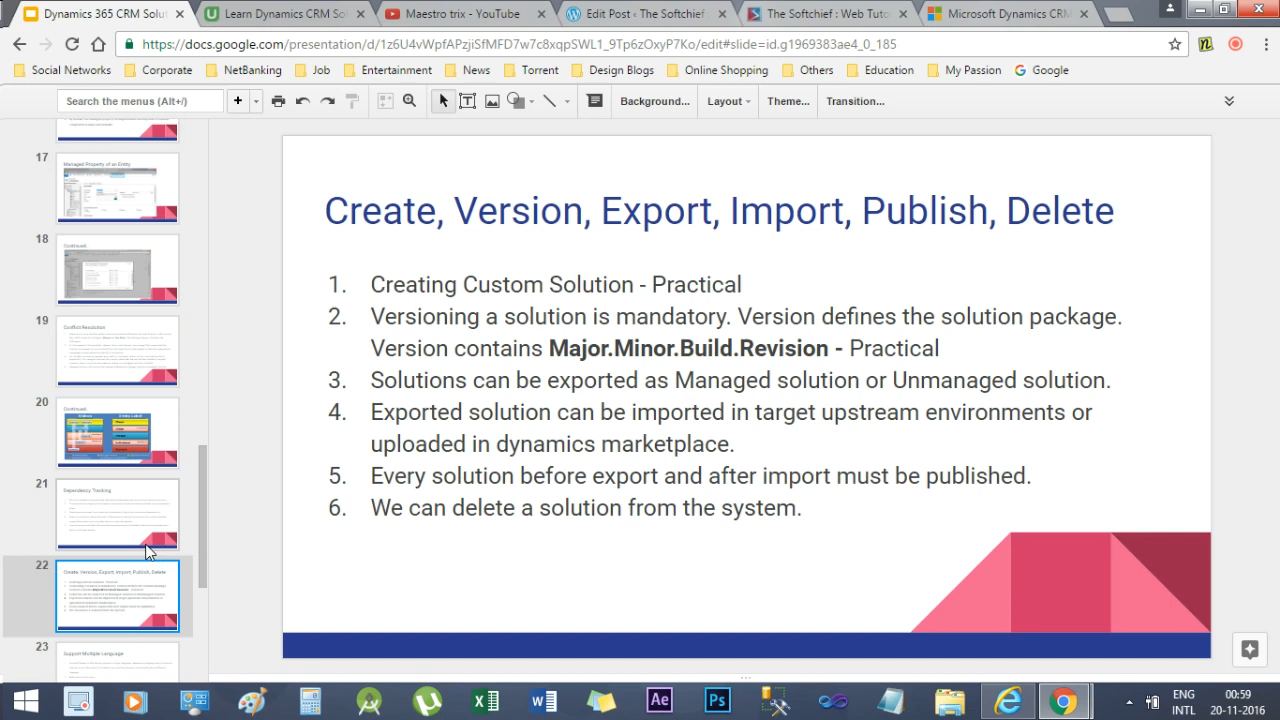 Dynamics 365 CRM Solu
Learn Dynamics CRM So
Maestro trix - YouTube
Edit Post ‹ The Softchief
The Softchief : Web Tuto
Microsoft Dynamics CRM
https://docs.google.com/presentation/d/1z6U4vWpfAPzjiSfMFD7w7c8xqpSWL1_9Tp6zOxyP7Ko/edit#slide=id.g1969383ae4_0_185
Social Networks
Corporate
NetBanking
Job
Entertainment
News
Torrent
Design Blogs
Online Shopping
Others
Education
My Passion
Google
Search the menus (Alt+/)
Background...
Layout
Theme...
Transition...
17
Managed Property of an Entity
18
Continued.
19
Conflict Resolution
20
Continued.
21
Dependency Tracking
22
Create, Version, Export, Import, Publish, Delete
23
Support Multiple Language
Create, Version, Export, Import, Publish, Delete
1. Creating Custom Solution - Practical
2. Versioning a solution is mandatory. Version defines the solution package.
Version contains Major.Minor.Build.Revision - Practical
3. Solutions can be exported as Managed solution or Unmanaged solution.
4. Exported solution can be imported in target upstream environments or
uploaded in dynamics marketplace.
5. Every solution before export and after import must be published.
6. We can delete a solution from the system.
Ae
Ps
ENG
INTL
00:59
20-11-2016